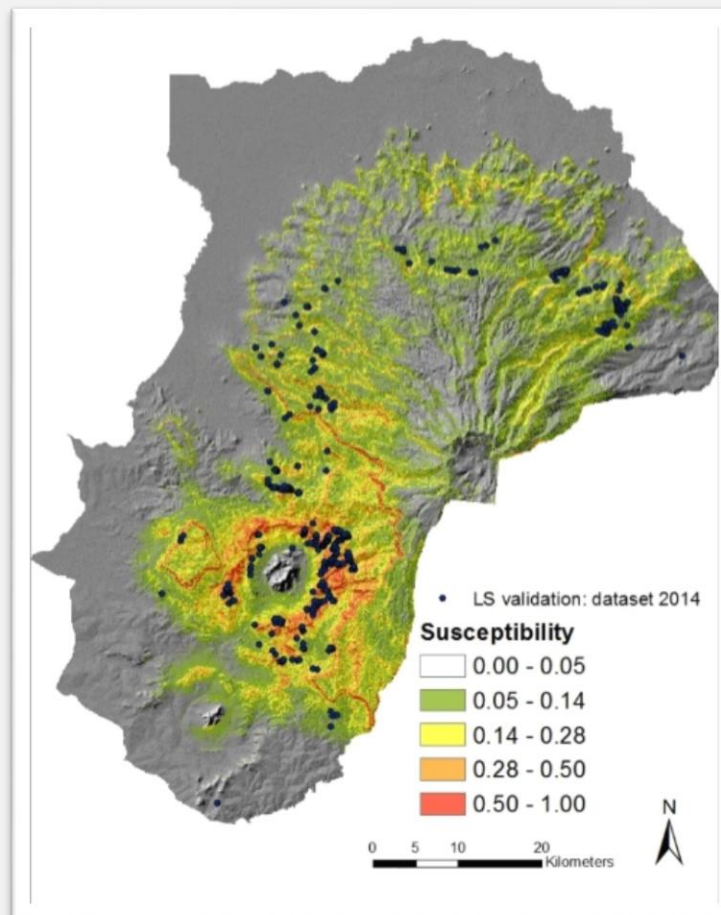 LS validation: dataset 2014
Susceptibility
0.00 - 0.05
0.05 - 0.14
0.14 - 0.28
0.28 - 0.50
0.50 - 1.00
N
0 5 10 20
Kilometers